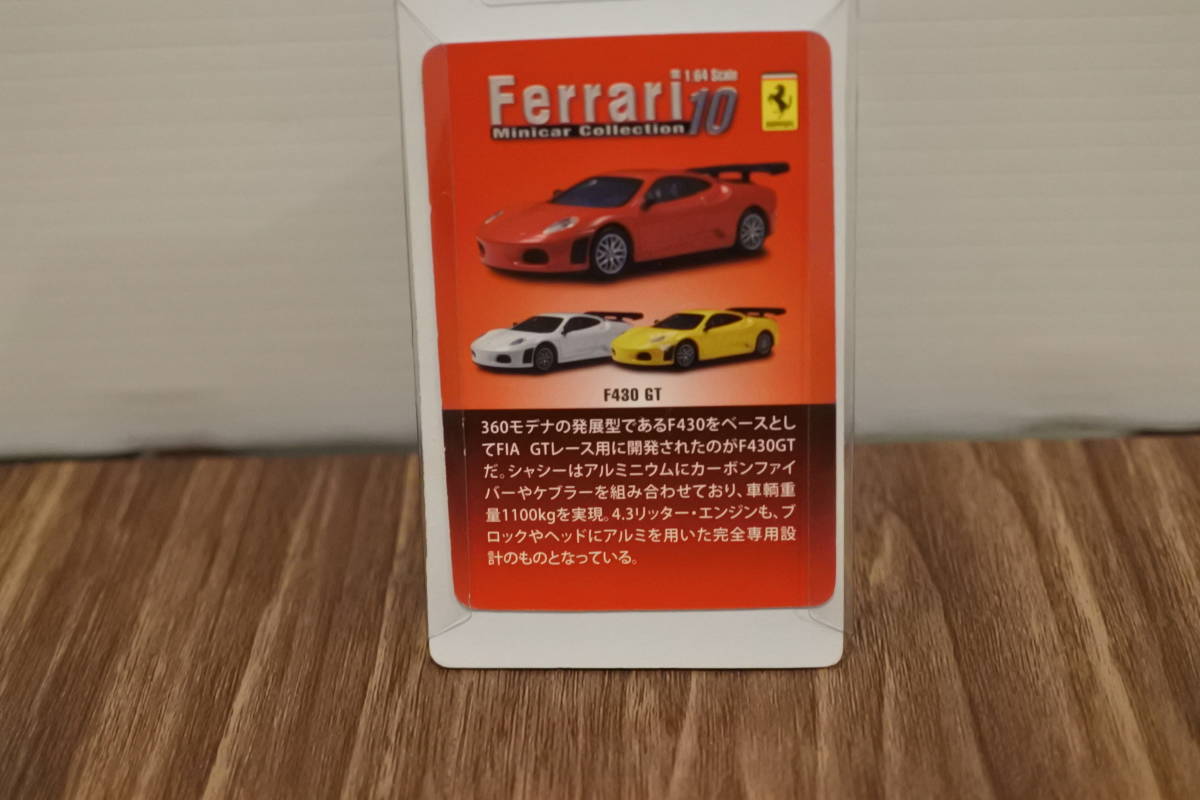 1:64 Scale
Ferrari 10
Minicar Collection
F430 GT
360モデナの発展型であるF430をベースとし
てFIA GTレース用に開発されたのがF430GT
だ。シャシーはアルミニウムにカーボンファイ
バーやケブラーを組み合わせており、車輌重
量1100kgを実現。4.3リッター・エンジンも、ブ
ロックやヘッドにアルミを用いた完全専用設
計のものとなっている。